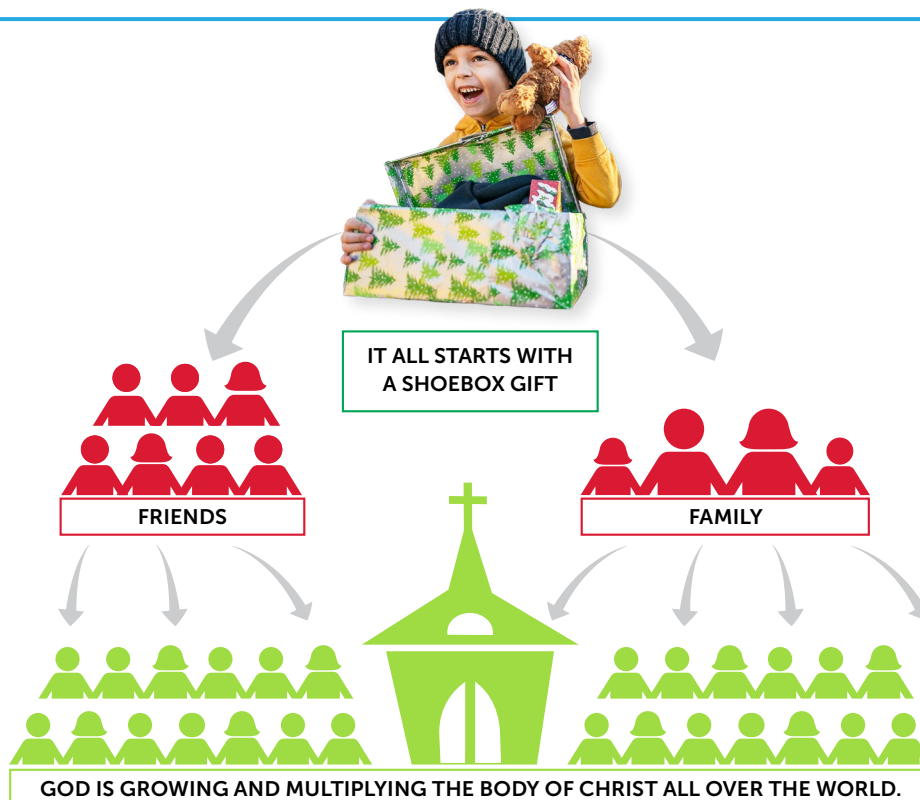 IT ALL STARTS WITH
A SHOEBOX GIFT
FRIENDS
FAMILY
GOD IS GROWING AND MULTIPLYING THE BODY OF CHRIST ALL OVER THE WORLD.